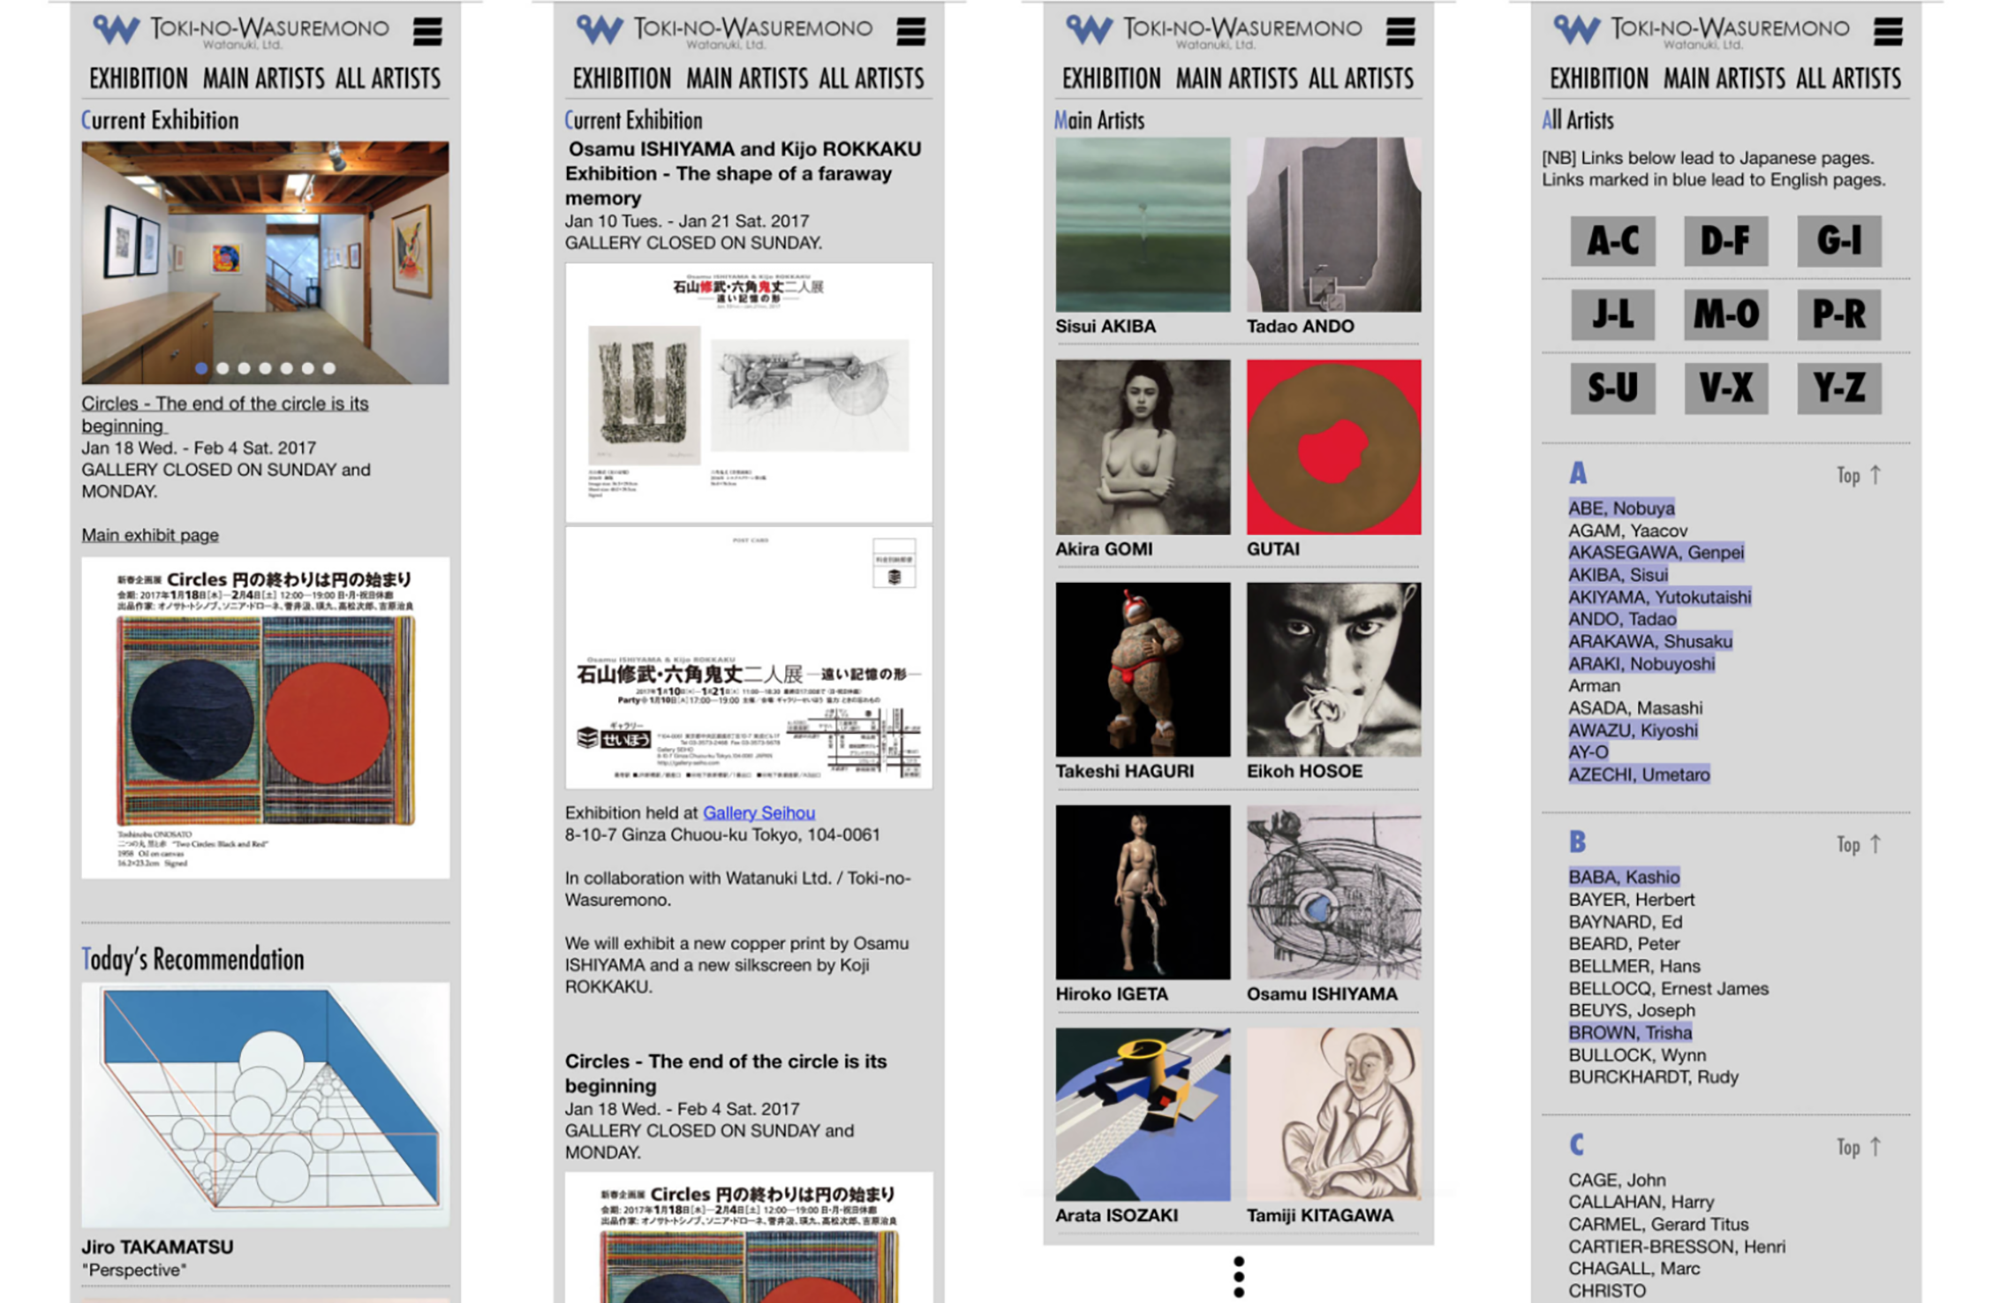 TOKI-NO-WASUREMONO
Watanuki, Ltd.
EXHIBITION MAIN ARTISTS ALL ARTISTS
Current Exhibition
Circles - The end of the circle is its
beginning
Jan 18 Wed. - Feb 4 Sat. 2017
GALLERY CLOSED ON SUNDAY and
MONDAY.
Main exhibit page
新春企画展 Circles 円の終わりは円の始まり
会期: 2017年1月18日[水]—2月4日[土] 12:00-19:00 日・月・祝日休廊
出品作家: オノサト・トシノブ、ソニア・ドローネ、菅井汲、瑛九、高松次郎、吉原治良
Toshinobu ONOSATO
二つの丸 黒と赤 "Two Circles: Black and Red"
1958 Oil on canvas
16.2×23.2cm Signed
Today's Recommendation
Jiro TAKAMATSU
"Perspective"
TOKI-NO-WASUREMONO
Watanuki, Ltd.
EXHIBITION MAIN ARTISTS ALL ARTISTS
Current Exhibition
Osamu ISHIYAMA and Kijo ROKKAKU
Exhibition - The shape of a faraway
memory
Jan 10 Tues. - Jan 21 Sat. 2017
GALLERY CLOSED ON SUNDAY.
Osamu ISHIYAMA & Kijo ROKKAKU
石山修武・六角鬼丈二人展
遠い記憶の形
POST CARD
Osamu ISHIYAMA & Kijo ROKKAKU
石山修武・六角鬼丈二人展—遠い記憶の形—
ギャラリー
せいほう
Gallery SEIHO
Exhibition held at Gallery Seihou
8-10-7 Ginza Chuou-ku Tokyo, 104-0061
In collaboration with Watanuki Ltd. / Toki-no-
Wasuremono.
We will exhibit a new copper print by Osamu
ISHIYAMA and a new silkscreen by Koji
ROKKAKU.
Circles - The end of the circle is its
beginning
Jan 18 Wed. - Feb 4 Sat. 2017
GALLERY CLOSED ON SUNDAY and
MONDAY.
新春企画展 Circles 円の終わりは円の始まり
会期: 2017年1月18日[水]—2月4日[土] 12:00-19:00 日・月・祝日休廊
出品作家: オノサト・トシノブ、ソニア・ドローネ、菅井汲、瑛九、高松次郎、吉原治良
TOKI-NO-WASUREMONO
Watanuki, Ltd.
EXHIBITION MAIN ARTISTS ALL ARTISTS
Main Artists
Sisui AKIBA Tadao ANDO
Akira GOMI GUTAI
Takeshi HAGURI Eikoh HOSOE
Hiroko IGETA Osamu ISHIYAMA
Arata ISOZAKI Tamiji KITAGAWA
TOKI-NO-WASUREMONO
Watanuki, Ltd.
EXHIBITION MAIN ARTISTS ALL ARTISTS
All Artists
[NB] Links below lead to Japanese pages.
Links marked in blue lead to English pages.
A-C D-F G-I
J-L M-O P-R
S-U V-X Y-Z
A Top ↑
ABE, Nobuya
AGAM, Yaacov
AKASEGAWA, Genpei
AKIBA, Sisui
AKIYAMA, Yutokutaishi
ANDO, Tadao
ARAKAWA, Shusaku
ARAKI, Nobuyoshi
Arman
ASADA, Masashi
AWAZU, Kiyoshi
AY-O
AZECHI, Umetaro
B Top ↑
BABA, Kashio
BAYER, Herbert
BAYNARD, Ed
BEARD, Peter
BELLMER, Hans
BELLOCQ, Ernest James
BEUYS, Joseph
BROWN, Trisha
BULLOCK, Wynn
BURCKHARDT, Rudy
C Top ↑
CAGE, John
CALLAHAN, Harry
CARMEL, Gerard Titus
CARTIER-BRESSON, Henri
CHAGALL, Marc
CHRISTO